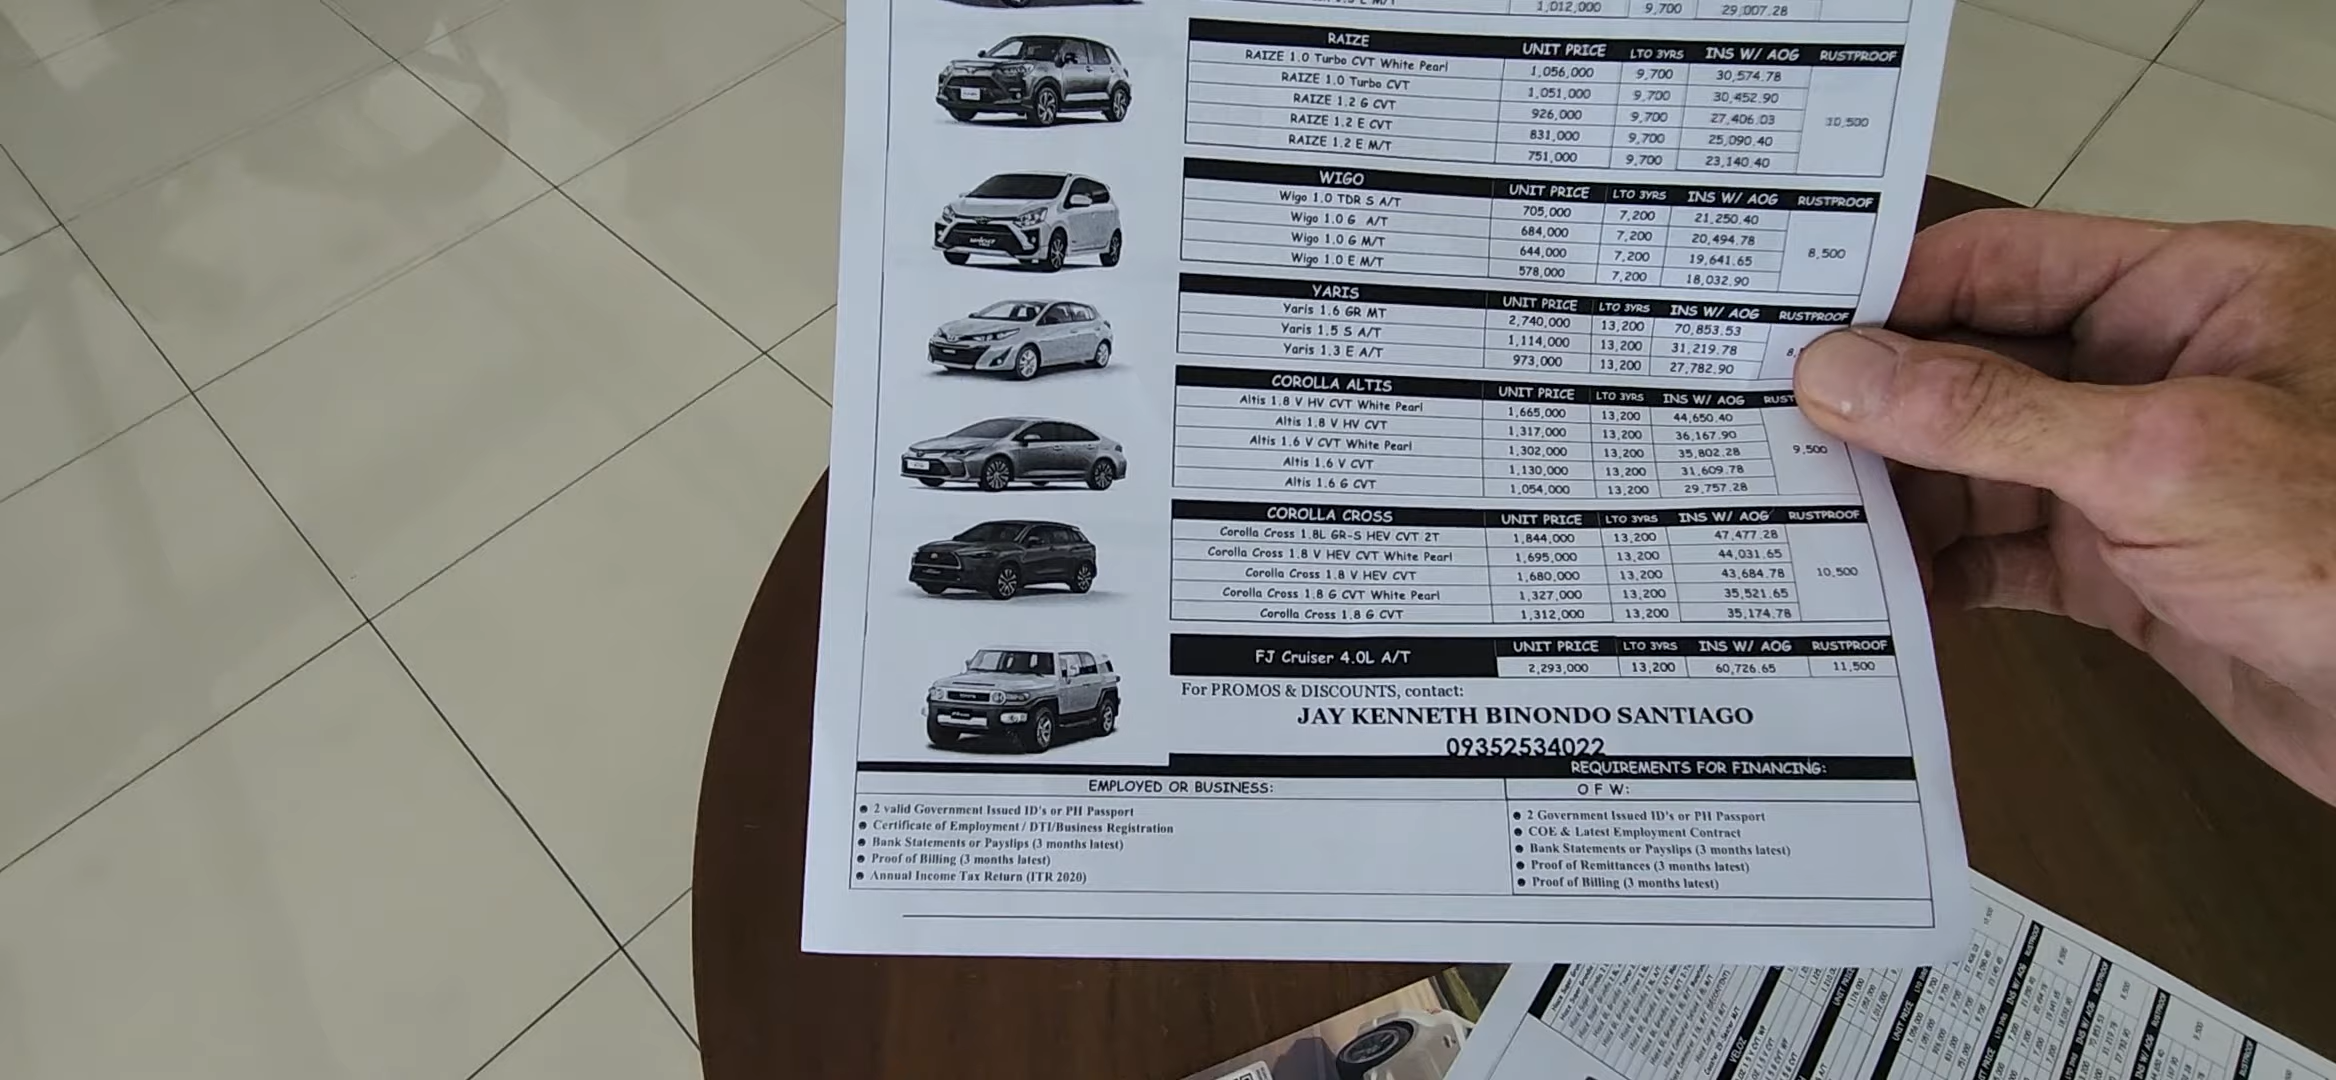 1,012,000 9,700 29,007.28
RAIZE UNIT PRICE LTO 3YRS INS W/ AOG RUSTPROOF
RAIZE 1.0 Turbo CVT White Pearl 1,056,000 9,700 30,574.78
RAIZE 1.0 Turbo CVT 1,051,000 9,700 30,452.90
RAIZE 1.2 G CVT 926,000 9,700 27,406.03 10,500
RAIZE 1.2 E CVT 831,000 9,700 25,090.40
RAIZE 1.2 E M/T 751,000 9,700 23,140.40
WIGO UNIT PRICE LTO 3YRS INS W/ AOG RUSTPROOF
Wigo 1.0 TDR S A/T 705,000 7,200 21,250.40
Wigo 1.0 G A/T 684,000 7,200 20,494.78 8,500
Wigo 1.0 G M/T 644,000 7,200 19,641.65
Wigo 1.0 E M/T 578,000 7,200 18,032.90
YARIS UNIT PRICE LTO 3YRS INS W/ AOG RUSTPROOF
Yaris 1.6 GR MT 2,740,000 13,200 70,853.53
Yaris 1.5 S A/T 1,114,000 13,200 31,219.78
Yaris 1.3 E A/T 973,000 13,200 27,782.90
COROLLA ALTIS UNIT PRICE LTO 3YRS INS W/ AOG RUST
Altis 1.8 V HV CVT White Pearl 1,665,000 13,200 44,650.40
Altis 1.8 V HV CVT 1,317,000 13,200 36,167.90
Altis 1.6 V CVT White Pearl 1,302,000 13,200 35,802.28 9,500
Altis 1.6 V CVT 1,130,000 13,200 31,609.78
Altis 1.6 G CVT 1,054,000 13,200 29,757.28
COROLLA CROSS UNIT PRICE LTO 3YRS INS W/ AOG RUSTPROOF
Corolla Cross 1.8L GR-S HEV CVT 2T 1,844,000 13,200 47,477.28
Corolla Cross 1.8 V HEV CVT White Pearl 1,695,000 13,200 44,031.65
Corolla Cross 1.8 V HEV CVT 1,680,000 13,200 43,684.78 10,500
Corolla Cross 1.8 G CVT White Pearl 1,327,000 13,200 35,521.65
Corolla Cross 1.8 G CVT 1,312,000 13,200 35,174.78
FJ Cruiser 4.0L A/T UNIT PRICE LTO 3YRS INS W/ AOG RUSTPROOF
2,293,000 13,200 60,726.65 11,500
For PROMOS & DISCOUNTS, contact:
JAY KENNETH BINONDO SANTIAGO
09352534022
REQUIREMENTS FOR FINANCING:
EMPLOYED OR BUSINESS:
● 2 valid Government Issued ID's or PH Passport
● Certificate of Employment / DTI/Business Registration
● Bank Statements or Payslips (3 months latest)
● Proof of Billing (3 months latest)
● Annual Income Tax Return (ITR 2020)
O F W:
● 2 Government Issued ID's or PH Passport
● COE & Latest Employment Contract
● Bank Statements or Payslips (3 months latest)
● Proof of Remittances (3 months latest)
● Proof of Billing (3 months latest)
VELOZ